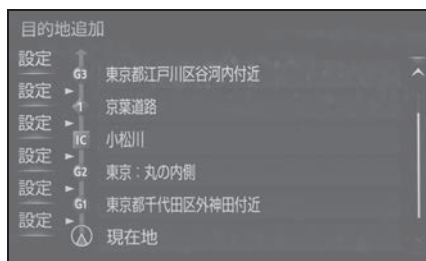 目的地追加
設定
G3 東京都江戸川区谷河内付近
設定
1 京葉道路
設定
IC 小松川
設定
G2 東京：丸の内側
設定
G1 東京都千代田区外神田付近
設定
現在地